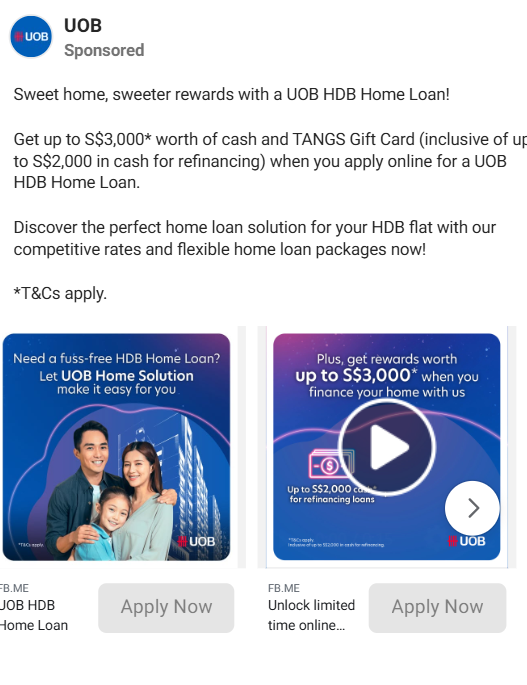 UOB
UOB
Sponsored
Sweet home, sweeter rewards with a UOB HDB Home Loan!
Get up to S$3,000* worth of cash and TANGS Gift Card (inclusive of up
to S$2,000 in cash for refinancing) when you apply online for a UOB
HDB Home Loan.
Discover the perfect home loan solution for your HDB flat with our
competitive rates and flexible home loan packages now!
*T&Cs apply.
Need a fuss-free HDB Home Loan?
Let UOB Home Solution
make it easy for you
*T&Cs apply.
UOB
Plus, get rewards worth
up to S$3,000* when you
finance your home with us
$
Up to S$2,000 cash*
for refinancing loans
*T&Cs apply.
Inclusive of up to S$2,000 in cash for refinancing.
UOB
FB.ME
UOB HDB
Home Loan
Apply Now
FB.ME
Unlock limited
time online...
Apply Now